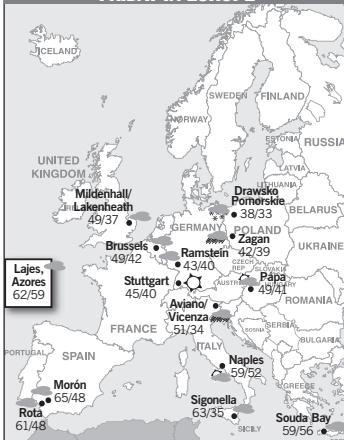 ICELAND
SWEDEN
FINLAND
NORWAY
ESTONIA
RUSSIA
LATVIA
LITHUANIA
UNITED
KINGDOM
Mildenhall/
Lakenheath
49/37
Drawsko
Pomorskie
38/33
BELARUS
POLAND
GERMANY
Zagan
42/39
Brussels
49/42
Ramstein
43/40
UKRAINE
Lajes,
Azores
62/59
Stuttgart
45/40
CZECH
REP
SLOVAKIA
AUSTRIA
Pápa
49/41
HUNGARY
Aviano/
Vicenza
51/34
ROMANIA
FRANCE
BOSNIA
SERBIA
BULGARIA
ITALY
PORTUGAL
SPAIN
Naples
59/52
Morón
65/48
Rota
61/48
Sigonella
63/35
GREECE
SICILY
Souda Bay
59/56